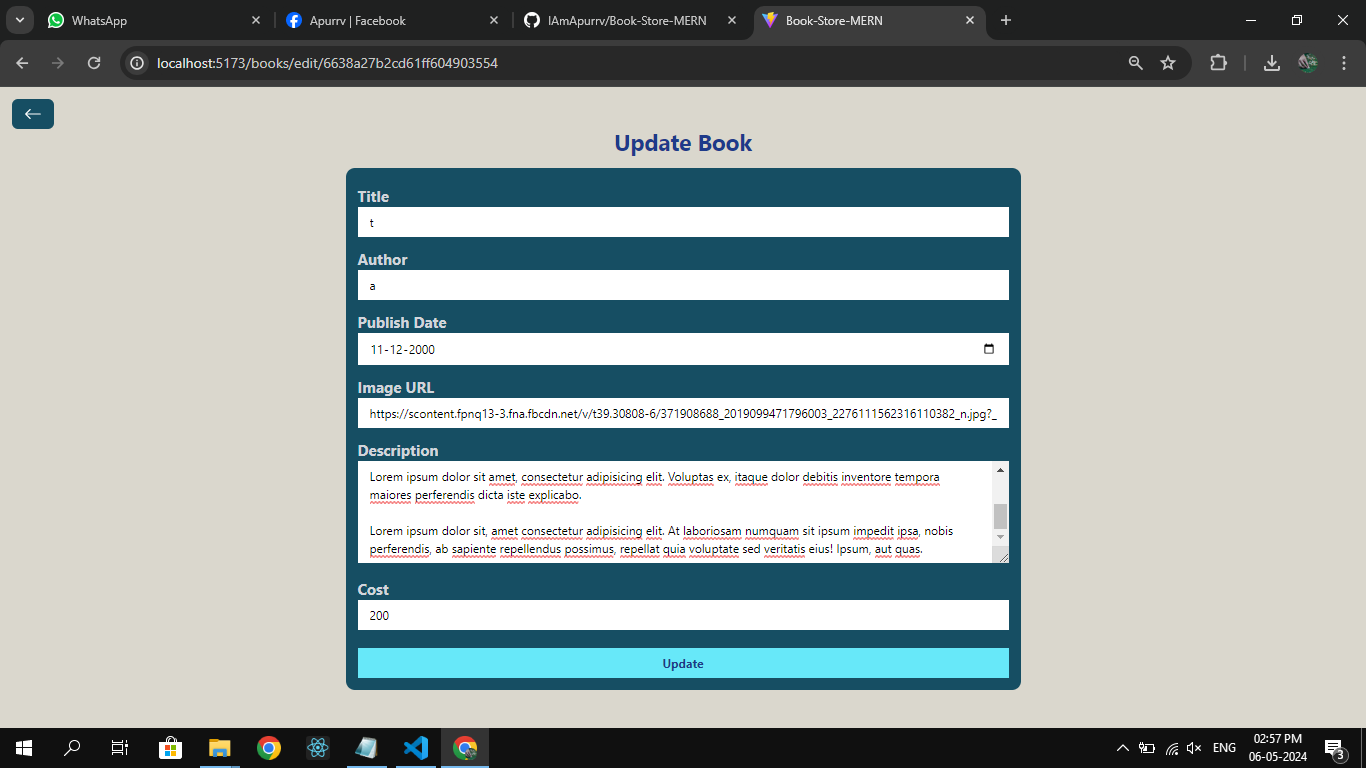 WhatsApp
Apurrv | Facebook
IAmApurrv/Book-Store-MERN
Book-Store-MERN
localhost:5173/books/edit/6638a27b2cd61ff604903554
Update Book
Title
t
Author
a
Publish Date
11-12-2000
Image URL
https://scontent.fpnq13-3.fna.fbcdn.net/v/t39.30808-6/371908688_2019099471796003_2276111562316110382_n.jpg?_
Description
Lorem ipsum dolor sit amet, consectetur adipisicing elit. Voluptas ex, itaque dolor debitis inventore tempora
maiores perferendis dicta iste explicabo.
Lorem ipsum dolor sit, amet consectetur adipisicing elit. At laboriosam numquam sit ipsum impedit ipsa, nobis
perferendis, ab sapiente repellendus possimus, repellat quia voluptate sed veritatis eius! Ipsum, aut quas.
Cost
200
Update
ENG
02:57 PM
06-05-2024
3